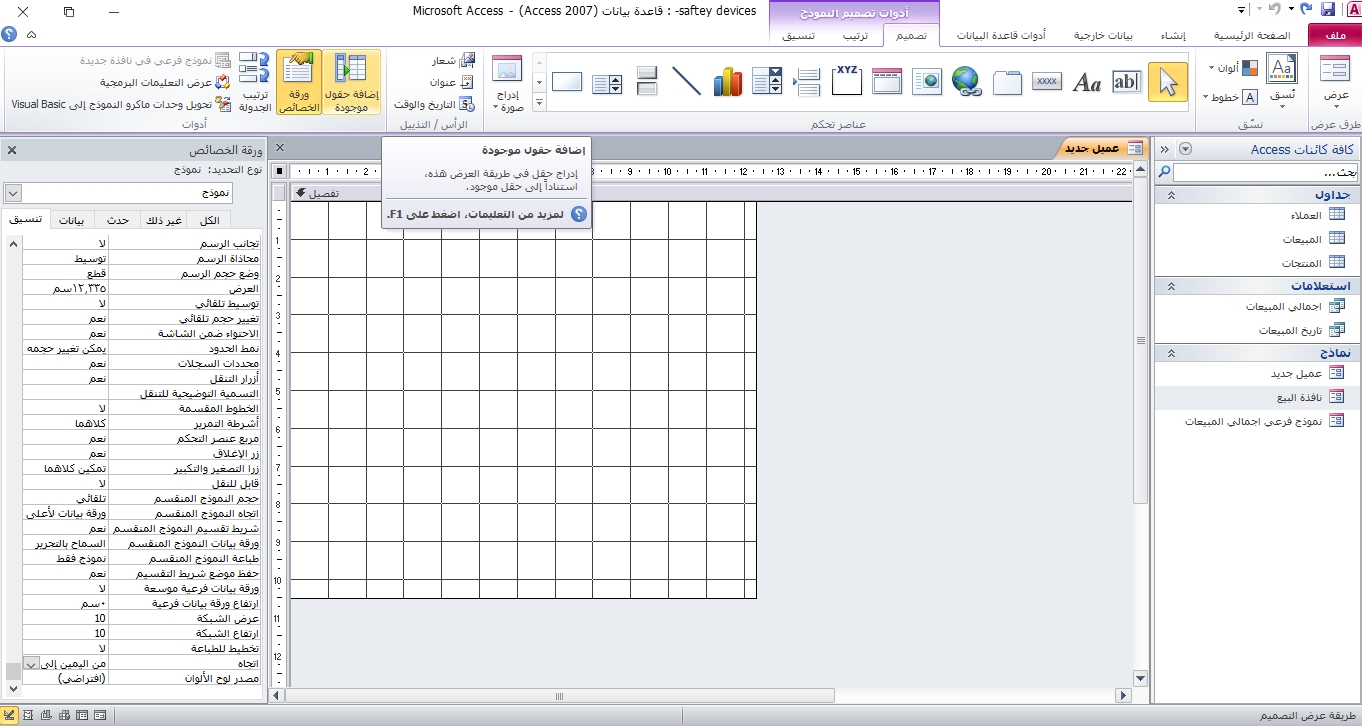 saftey devices- : قاعدة بيانات (Access 2007) - Microsoft Access
أدوات تصميم النموذج
ملف
الصفحة الرئيسية
إنشاء
بيانات خارجية
أدوات قاعدة البيانات
تصميم
ترتيب
تنسيق
عرض
طرق عرض
نسق
ألوان
خطوط
نسّق
XYZ
xxxx
Aa
ab
عناصر تحكم
إدراج صورة
شعار
عنوان
التاريخ والوقت
الرأس / التذييل
إضافة حقول موجودة
ورقة الخصائص
ترتيب الجدولة
نموذج فرعي في نافذة جديدة
عرض التعليمات البرمجية
تحويل وحدات ماكرو النموذج إلى Visual Basic
أدوات
إضافة حقول موجودة
إدراج حقل في طريقة العرض هذه،
استناداً إلى حقل موجود.
لمزيد من التعليمات، اضغط على F1.
كافة كائنات Access
بحث...
جداول
العملاء
المبيعات
المنتجات
استعلامات
اجمالي المبيعات
تاريخ المبيعات
نماذج
عميل جديد
نافذة البيع
نموذج فرعي اجمالي المبيعات
عميل جديد
1 2 8 9 10 11 12 13 14 15 16 17 18 19 20 21 22
تفصيل
1
2
3
4
5
6
7
8
9
10
11
12
ورقة الخصائص
نوع التحديد: نموذج
نموذج
الكل
غير ذلك
حدث
بيانات
تنسيق
تجانب الرسم لا
محاذاة الرسم توسيط
وضع حجم الرسم قطع
العرض ١٢,٣٣٥سم
توسيط تلقائي لا
تغيير حجم تلقائي نعم
الاحتواء ضمن الشاشة نعم
نمط الحدود يمكن تغيير حجمه
محددات السجلات نعم
أزرار التنقل نعم
التسمية التوضيحية للتنقل
الخطوط المقسمة لا
أشرطة التمرير كلاهما
مربع عنصر التحكم نعم
زر الإغلاق نعم
زرا التصغير والتكبير تمكين كلاهما
قابل للنقل لا
حجم النموذج المنقسم تلقائي
اتجاه النموذج المنقسم ورقة بيانات لأعلى
شريط تقسيم النموذج المنقسم نعم
ورقة بيانات النموذج المنقسم السماح بالتحرير
طباعة النموذج المنقسم نموذج فقط
حفظ موضع شريط التقسيم نعم
ورقة بيانات فرعية موسعة لا
ارتفاع ورقة بيانات فرعية ٠سم
عرض الشبكة 10
ارتفاع الشبكة 10
تخطيط للطباعة لا
اتجاه من اليمين إلى
مصدر لوح الألوان (افتراضي)
طريقة عرض التصميم